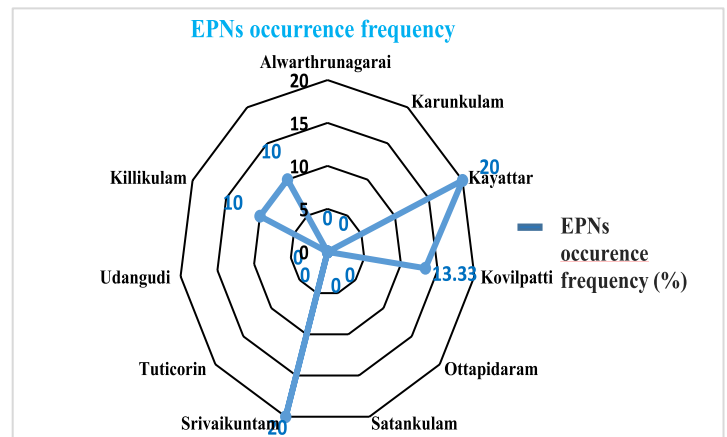 EPNs occurrence frequency
Alwarthrunagarai
20
Karunkulam
15
10
10
20
Killikulam
Kayattar
10
5
0
0
EPNs
occurence
frequency (%)
0
0
13.33
Kovilpatti
Udangudi
0
0
0
Tuticorin
Ottapidaram
Srivaikuntam
20
Satankulam